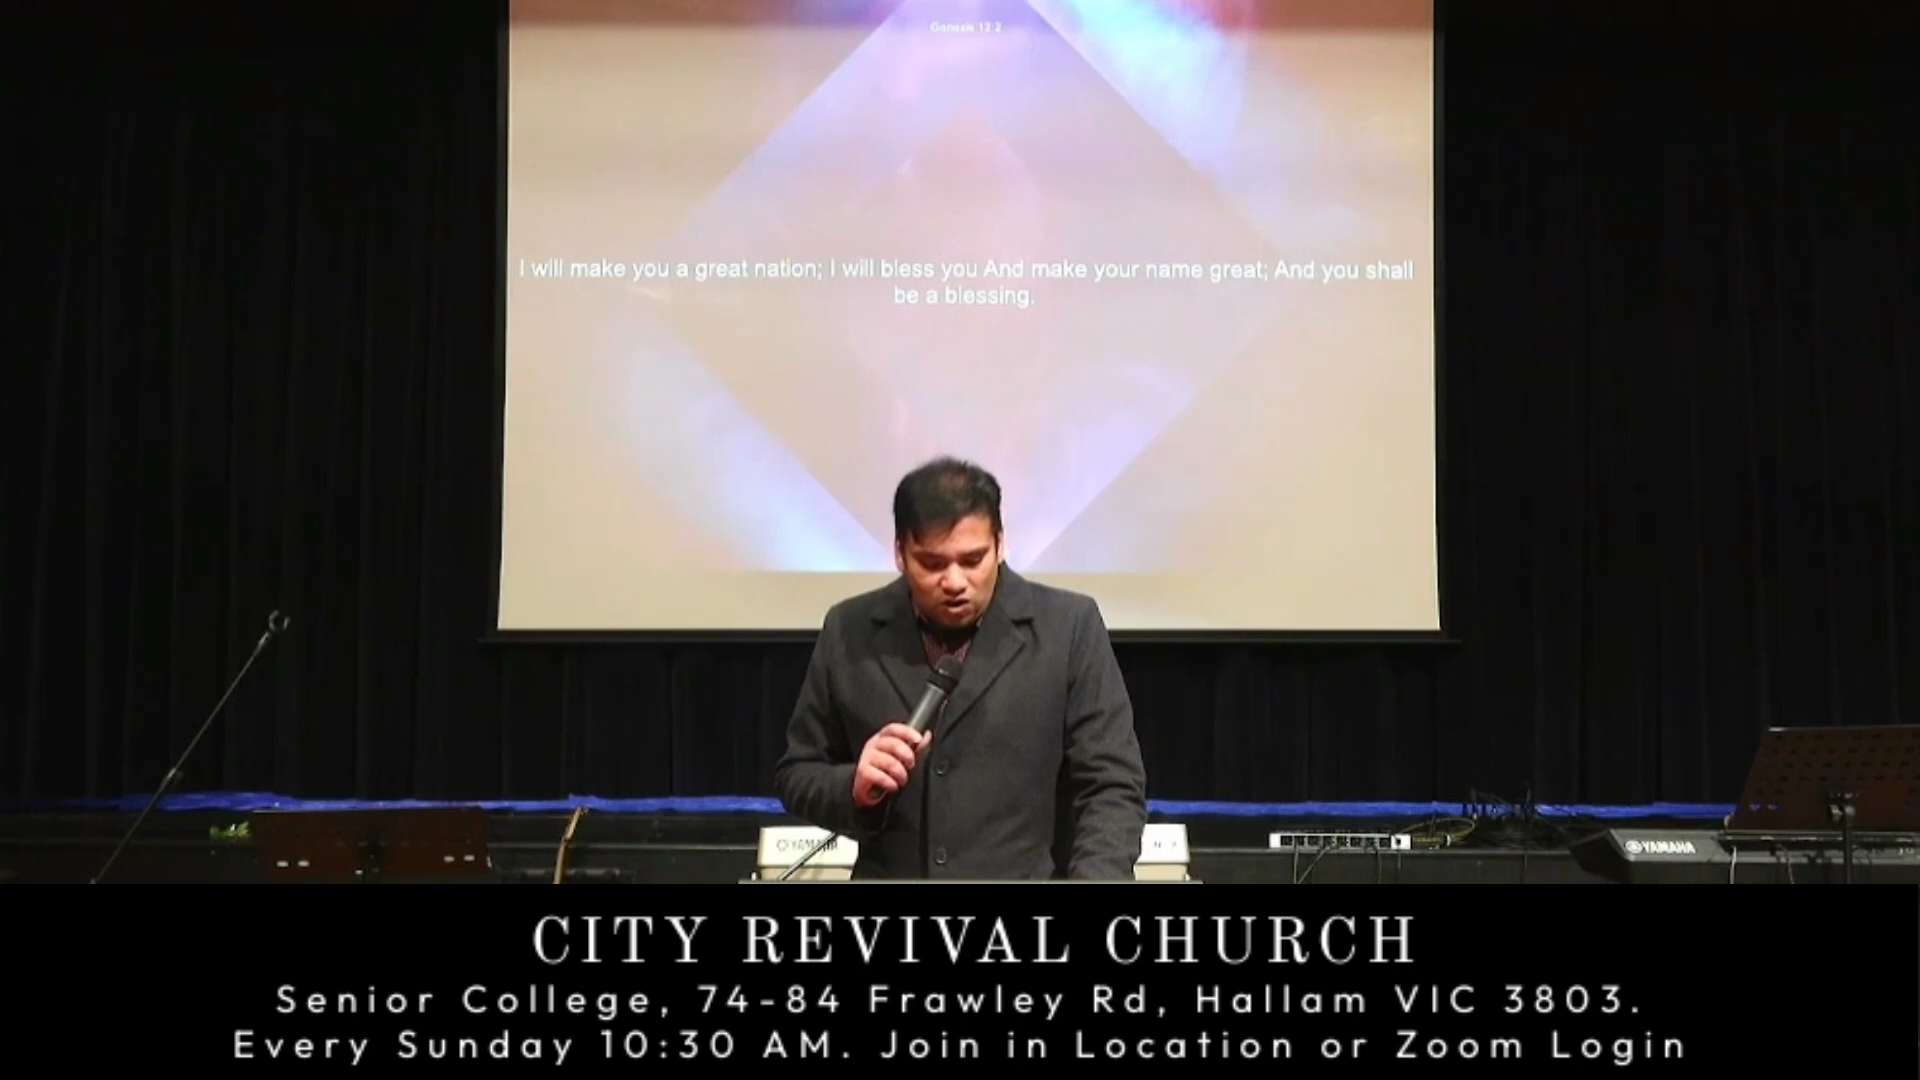 Genesis 12:2
I will make you a great nation; I will bless you And make your name great; And you shall
be a blessing.
YAMAHA
YAMAHA
CITY REVIVAL CHURCH
Senior College, 74-84 Frawley Rd, Hallam VIC 3803.
Every Sunday 10:30 AM. Join in Location or Zoom Login